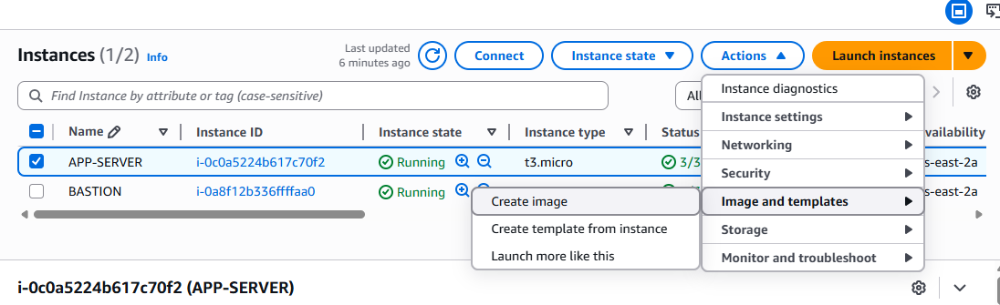 Instances (1/2) Info
Last updated
6 minutes ago
Connect
Instance state
Actions
Launch instances
Find Instance by attribute or tag (case-sensitive)
All
Instance diagnostics
Name
Instance ID
Instance state
Instance type
Status
vailability
Instance settings
Networking
APP-SERVER
i-0c0a5224b617c70f2
Running
t3.micro
3/3
s-east-2a
Security
BASTION
i-0a8f12b336ffffaa0
Running
s-east-2a
Create image
Image and templates
Create template from instance
Storage
Launch more like this
Monitor and troubleshoot
i-0c0a5224b617c70f2 (APP-SERVER)